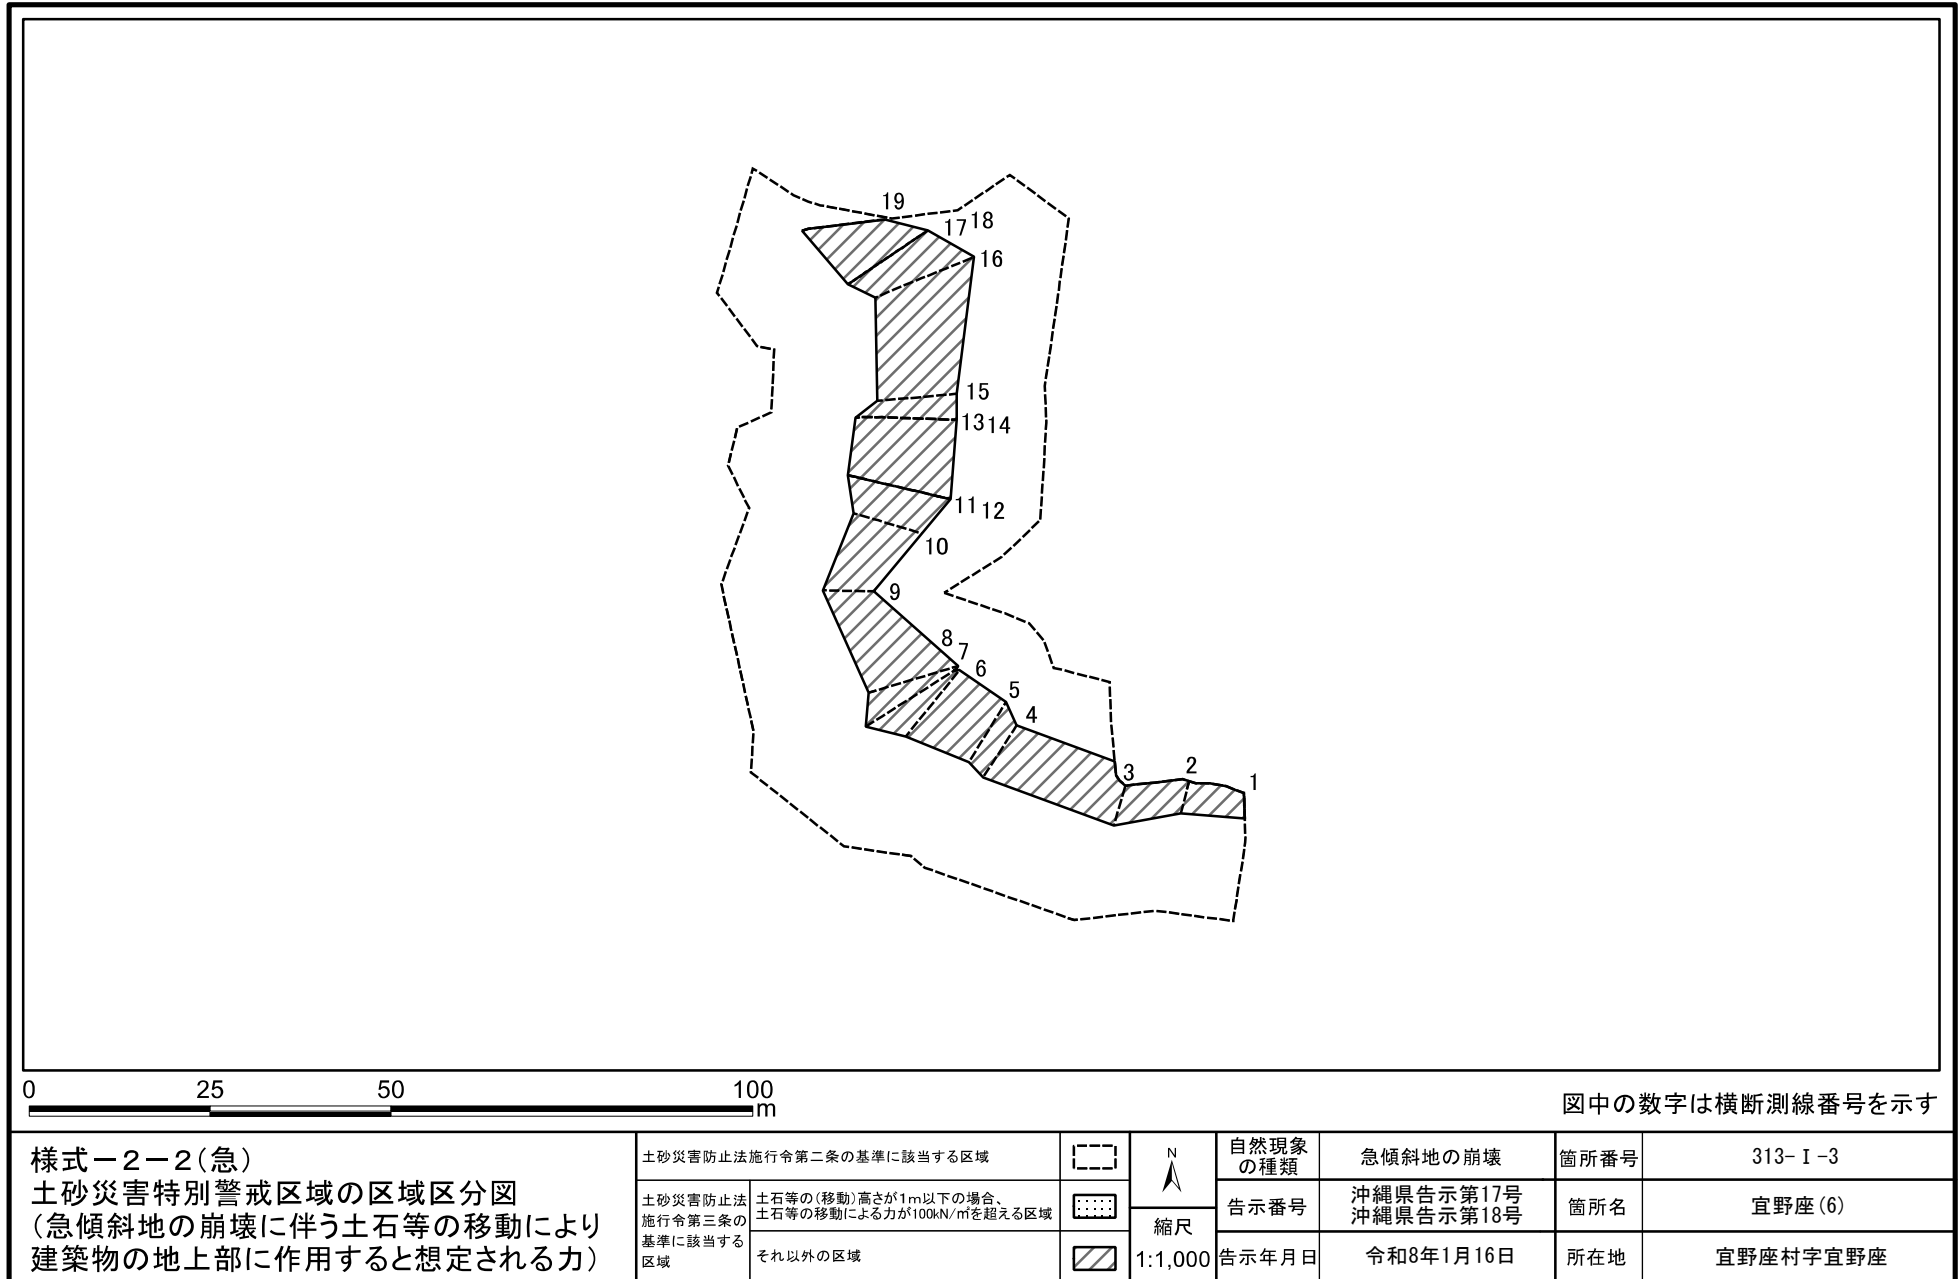 19
18
17
16
15
13 14
11 12
10
9
8
7
6
5
4
3
2
1
0 25 50 100
m
図中の数字は横断測線番号を示す
様式－２－２（急）
土砂災害特別警戒区域の区域区分図
（急傾斜地の崩壊に伴う土石等の移動により
建築物の地上部に作用すると想定される力）
土砂災害防止法施行令第二条の基準に該当する区域
土砂災害防止法
施行令第三条の
基準に該当する
区域
土石等の（移動）高さが１ｍ以下の場合、
土石等の移動による力が100kN/㎡を超える区域
それ以外の区域
N
縮尺
1:1,000
自然現象
の種類
急傾斜地の崩壊
箇所番号
313-Ⅰ-3
告示番号
沖縄県告示第17号
沖縄県告示第18号
箇所名
宜野座(6)
告示年月日
令和8年1月16日
所在地
宜野座村字宜野座